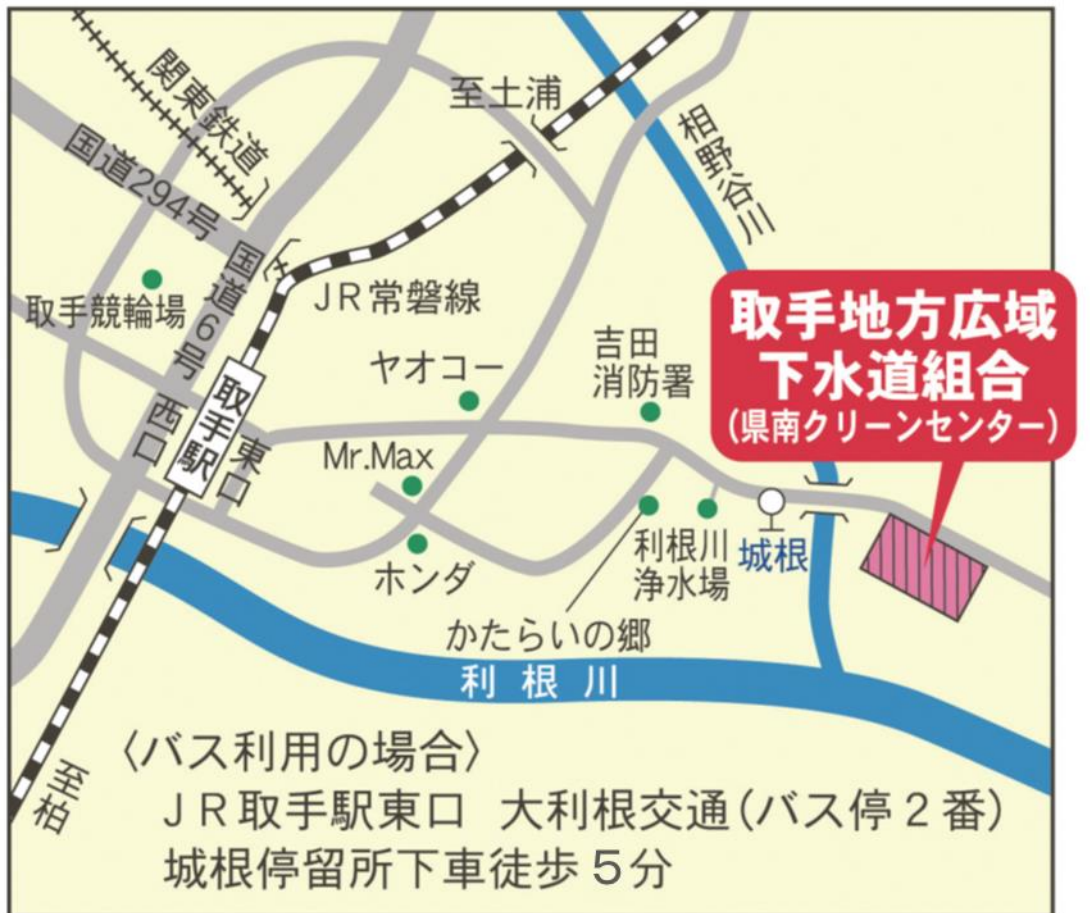 関東鉄道
至土浦
国道294号
相野谷川
国道6号
取手競輪場
JR常磐線
取手地方広域
下水道組合
(県南クリーンセンター)
吉田
消防署
ヤオコー
取手駅
西口
東口
Mr.Max
ホンダ
利根川
浄水場
城根
かたらいの郷
利根川
至柏
〈バス利用の場合〉
JR取手駅東口 大利根交通(バス停2番)
城根停留所下車徒歩5分